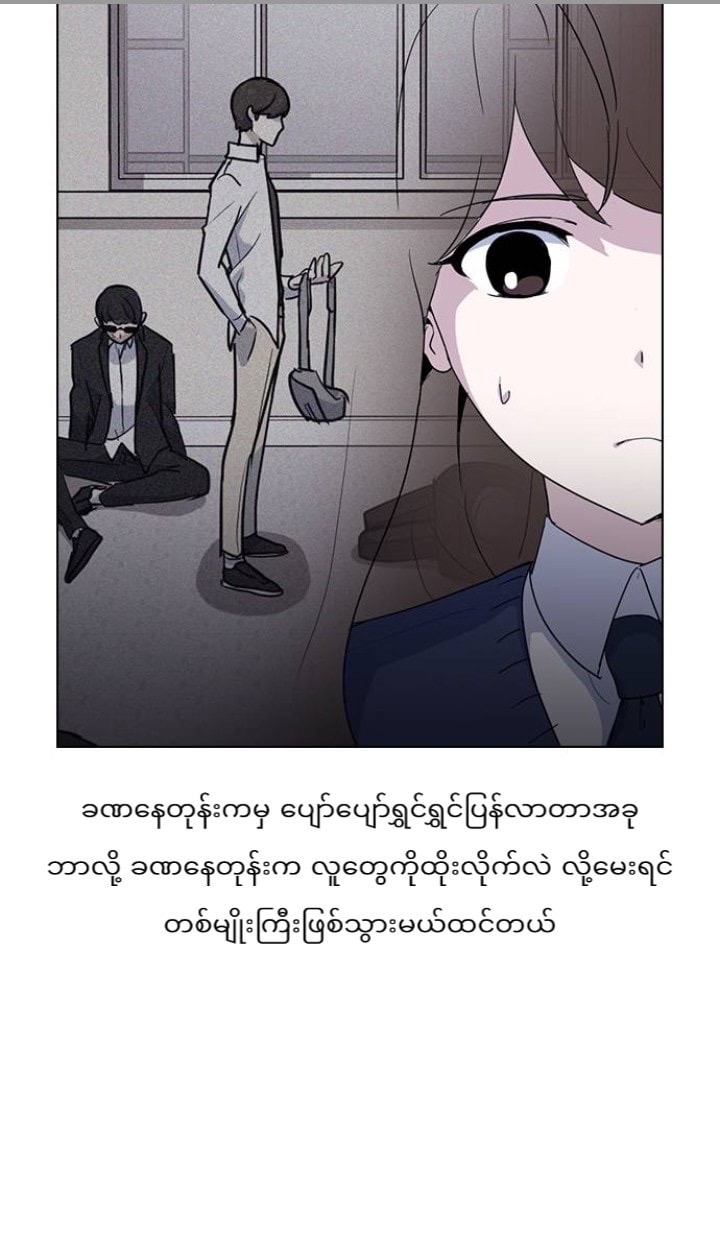 ခဏနေတုန်းကမှ ပျော်ပျော်ရွှင်ရွှင်ပြန်လာတာအခု
ဘာလို့ ခဏနေတုန်းက လူတွေကိုထိုးလိုက်လဲ လို့မေးရင်
တစ်မျိုးကြီးဖြစ်သွားမယ်ထင်တယ်